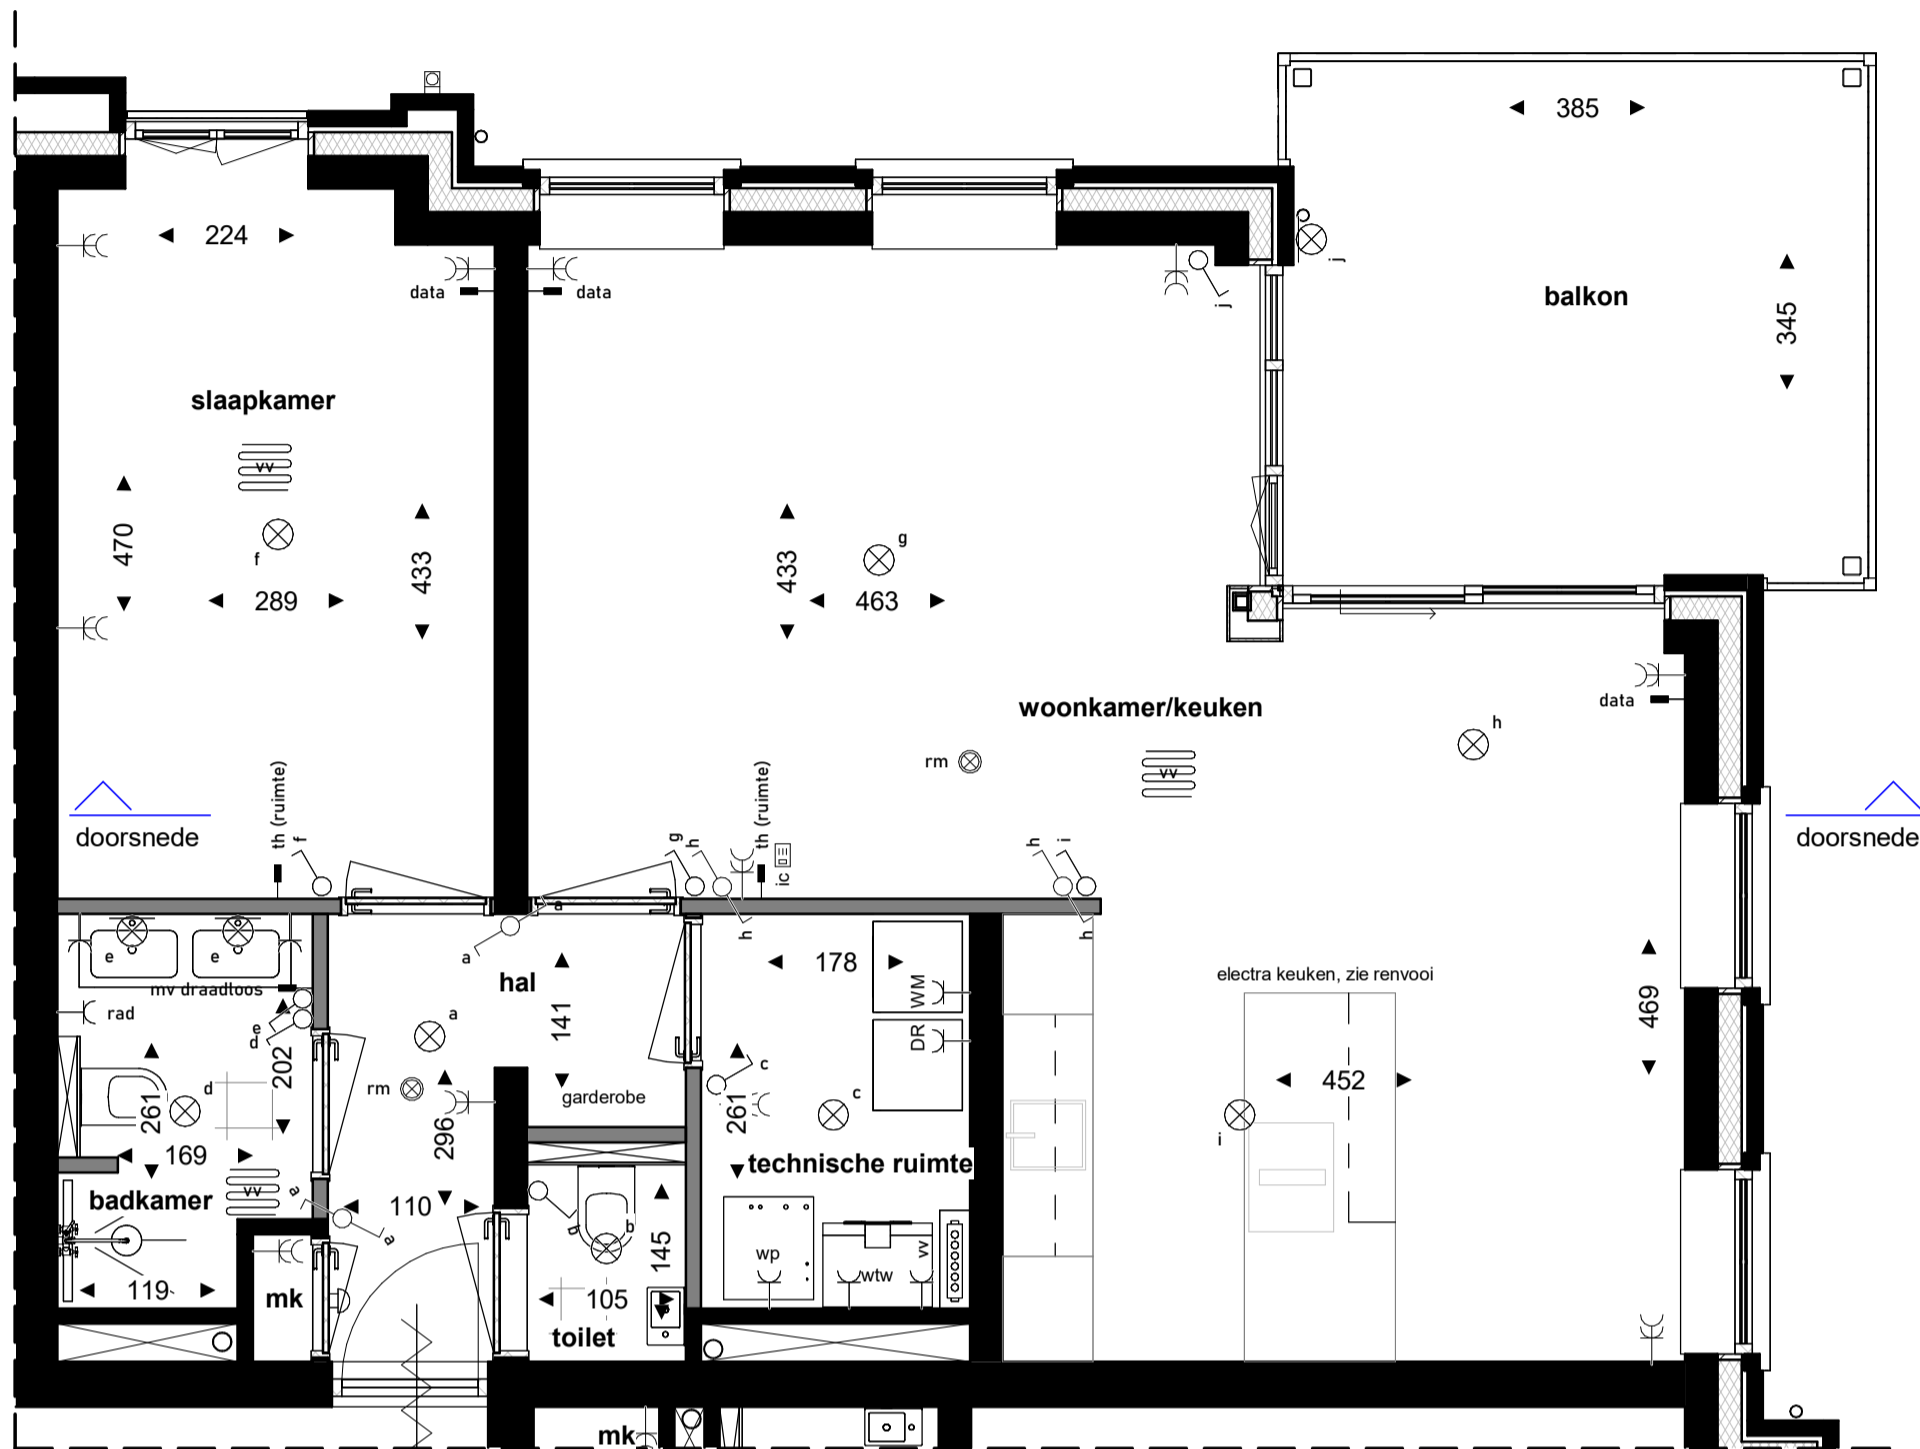 385
224
data
data
j
j
balkon
345
slaapkamer
vv
470
f
433
289
433
g
463
woonkamer/keuken
rm
vv
h
data
doorsnede
th (ruimte)
f
g
h
th (ruimte)
ic
h
i
doorsnede
a
h
h
e
e
a
hal
178
WM
electra keuken, zie renvooi
mv draadloos
rad
e
d
a
141
469
DR
202
d
261
rm
c
452
garderobe
261
c
i
296
169
technische ruimte
badkamer
vv
a
110
b
b
a
145
wp
vv
wtw
119
mk
105
toilet
mk